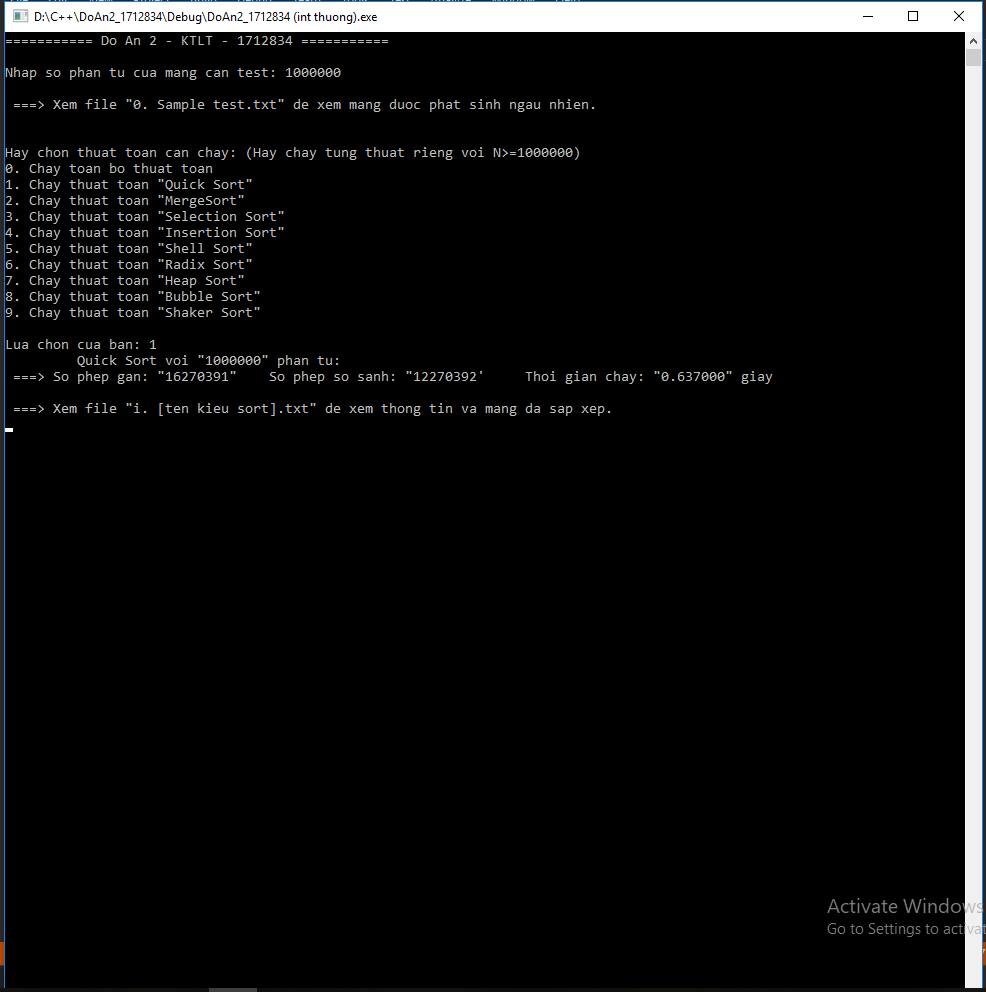 D:\C++\DoAn2_1712834\Debug\DoAn2_1712834 (int thuong).exe
=========== Do An 2 - KTLT - 1712834 ===========
Nhap so phan tu cua mang can test: 1000000
===> Xem file "0. Sample test.txt" de xem mang duoc phat sinh ngau nhien.
Hay chon thuat toan can chay: (Hay chay tung thuat rieng voi N>=1000000)
0. Chay toan bo thuat toan
1. Chay thuat toan "Quick Sort"
2. Chay thuat toan "MergeSort"
3. Chay thuat toan "Selection Sort"
4. Chay thuat toan "Insertion Sort"
5. Chay thuat toan "Shell Sort"
6. Chay thuat toan "Radix Sort"
7. Chay thuat toan "Heap Sort"
8. Chay thuat toan "Bubble Sort"
9. Chay thuat toan "Shaker Sort"
Lua chon cua ban: 1
Quick Sort voi "1000000" phan tu:
===> So phep gan: "16270391" So phep so sanh: "12270392' Thoi gian chay: "0.637000" giay
===> Xem file "i. [ten kieu sort].txt" de xem thong tin va mang da sap xep.
Activate Windows
Go to Settings to activat